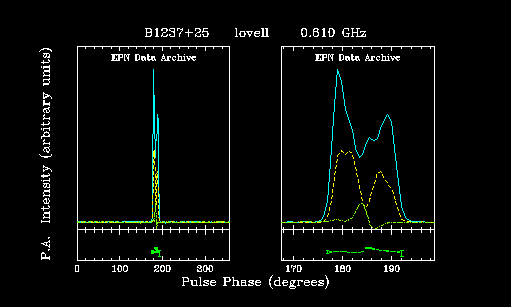 B1237+25 lovell 0.610 GHz
EPN Data Archive EPN Data Archive
Intensity (arbitrary units)
P.A.
0 100 200 300 170 180 190
Pulse Phase (degrees)